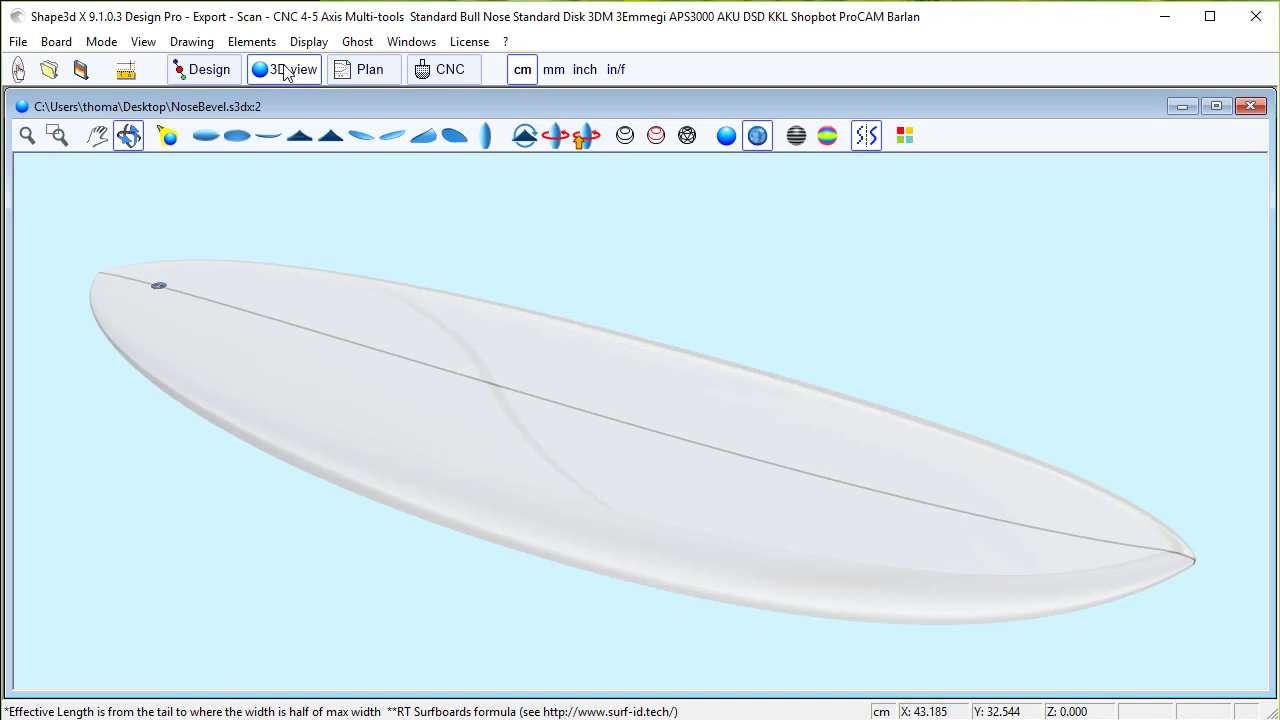 Shape3d X 9.1.0.3 Design Pro - Export - Scan - CNC 4-5 Axis Multi-tools  Standard Bull Nose Standard Disk 3DM 3Emmegi APS3000 AKU DSD KKL Shopbot ProCAM Barlan
File Board Mode View Drawing Elements Display Ghost Windows License ?
Design 3D view Plan CNC cm mm inch in/f
C:\Users\thoma\Desktop\NoseBevel.s3dx:2
*Effective Length is from the tail to where the width is half of max width  **RT Surfboards formula (see http://www.surf-id.tech/) cm X: 43.185 Y: 32.544 Z: 0.000